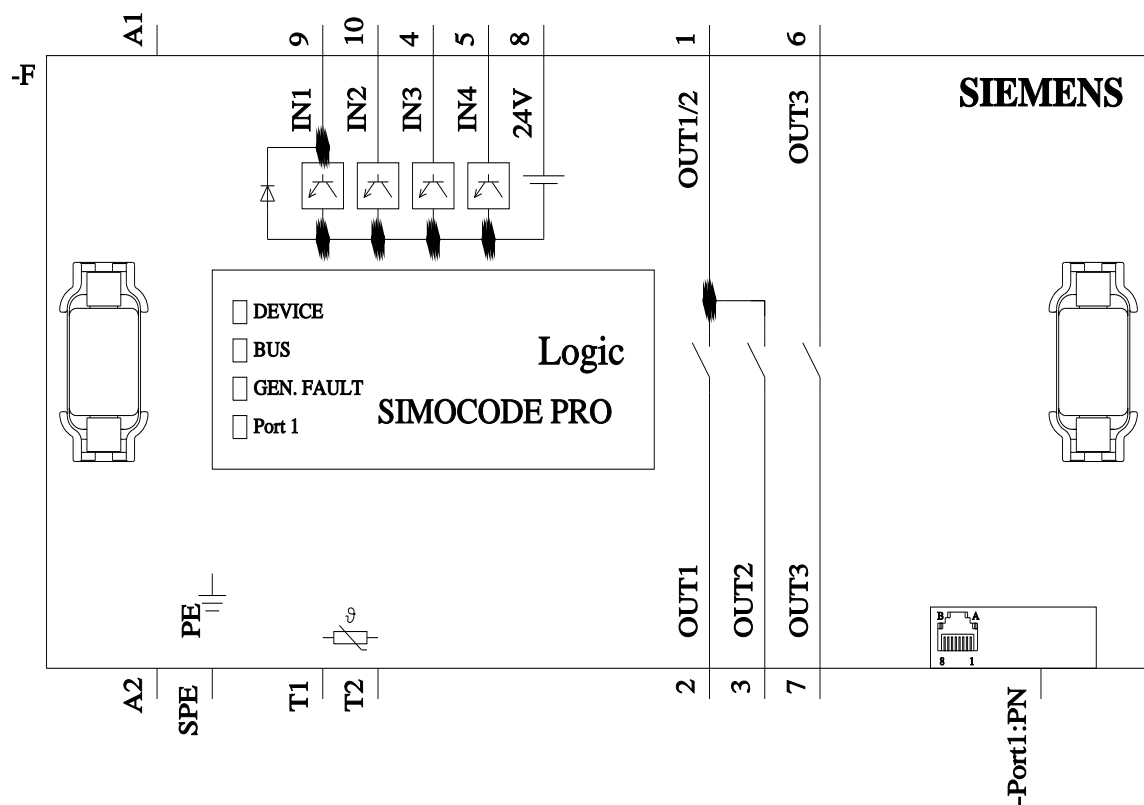 A1
9
10
4
5
8
1
6
-F
SIEMENS
IN1
IN2
IN3
IN4
24V
OUT1/2
OUT3
DEVICE
BUS
GEN. FAULT
Port 1
Logic
SIMOCODE PRO
PE
ϑ
OUT1
OUT2
OUT3
B A
8 1
A2
SPE
T1
T2
2
3
7
-Port1:PN